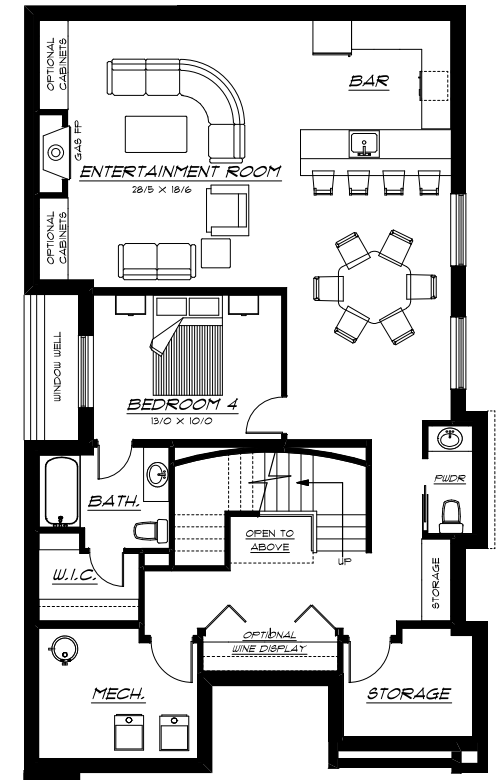 OPTIONAL
CABINETS
BAR
GAS FP
ENTERTAINMENT ROOM
28/5 X 18/6
OPTIONAL
CABINETS
WINDOW WELL
BEDROOM 4
13/0 X 10/0
BATH.
PWDR
OPEN TO
ABOVE
UP
W.I.C.
STORAGE
OPTIONAL
WINE DISPLAY
MECH.
STORAGE